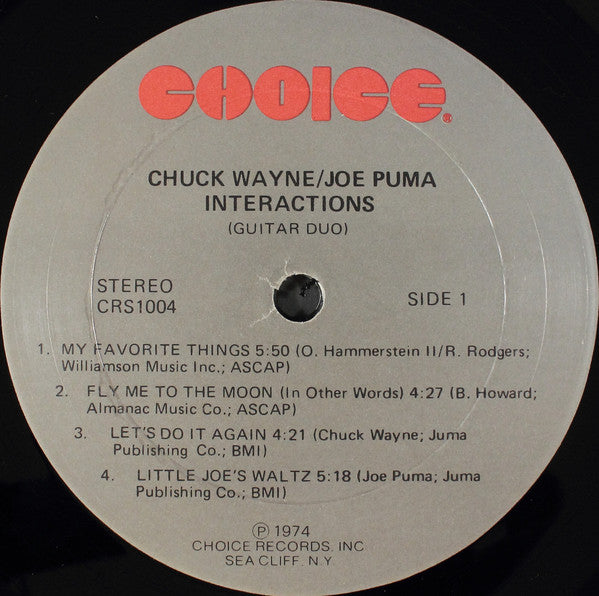 CHOICE.
CHUCK WAYNE/JOE PUMA
INTERACTIONS
(GUITAR DUO)
STEREO
CRS1004
SIDE 1
1. MY FAVORITE THINGS 5:50 (O. Hammerstein II/R. Rodgers;
Williamson Music Inc.; ASCAP)
2. FLY ME TO THE MOON (In Other Words) 4:27 (B. Howard;
Almanac Music Co.; ASCAP)
3. LET'S DO IT AGAIN 4:21 (Chuck Wayne; Juma
Publishing Co.; BMI)
4. LITTLE JOE'S WALTZ 5:18 (Joe Puma; Juma
Publishing Co.; BMI)
Ⓟ 1974
CHOICE RECORDS, INC
SEA CLIFF, N.Y.